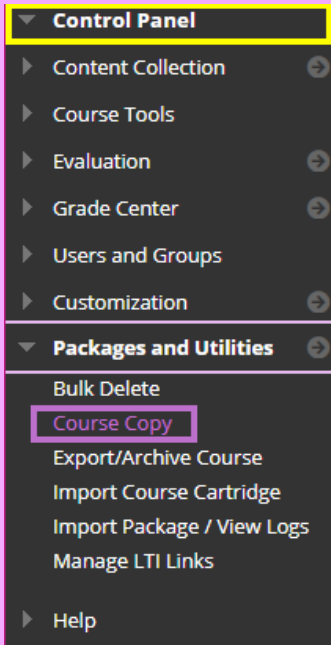 Control Panel
Content Collection
Course Tools
Evaluation
Grade Center
Users and Groups
Customization
Packages and Utilities
Bulk Delete
Course Copy
Export/Archive Course
Import Course Cartridge
Import Package / View Logs
Manage LTI Links
Help